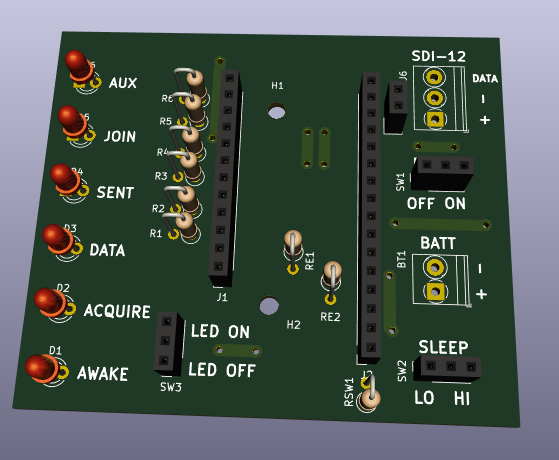 SDI-12
DATA
J6
AUX
H1
R6
I
+
R5
JOIN
R4
R3
SW1
SENT
OFF ON
R2
R1
D3
DATA
RE1
BATT
BT1
I
+
J1
D2
ACQUIRE
RE2
H2
LED ON
D1
SLEEP
AWAKE
LED OFF
SW3
SW2
RSW1
LO HI